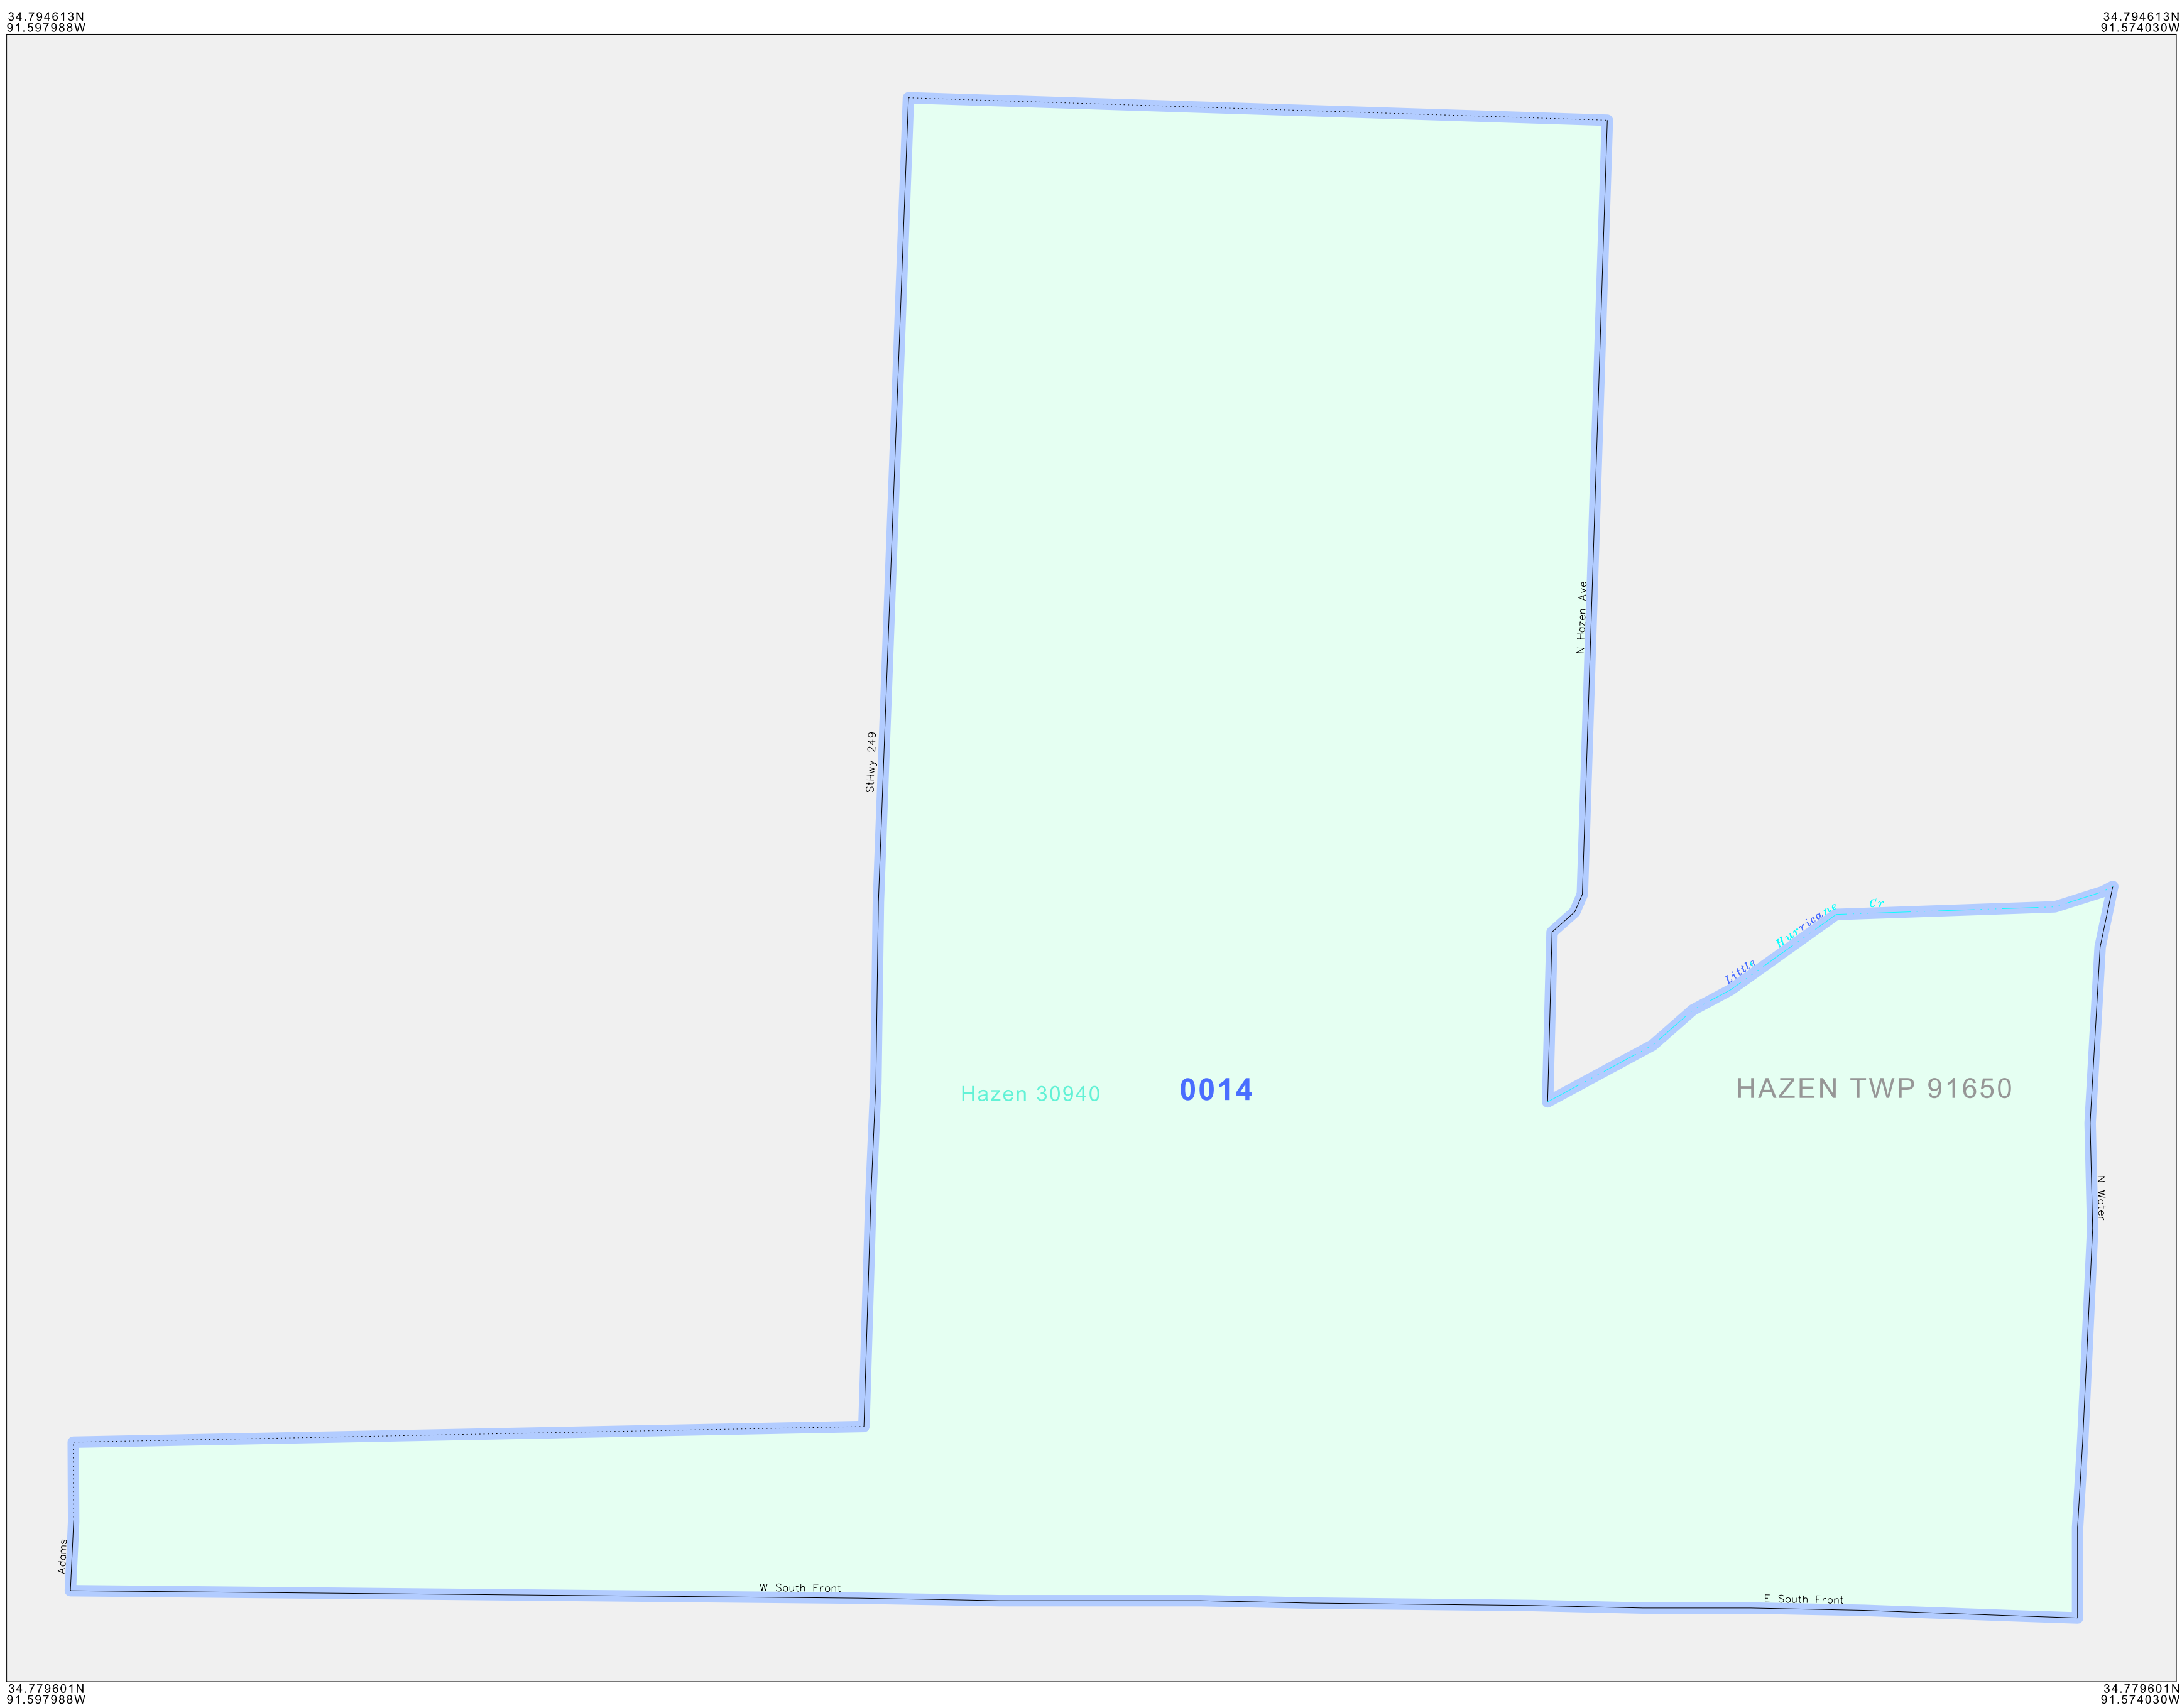 34.794613N
91.597988W
34.794613N
91.574030W
N Hazen Ave
StHwy 249
Little Hurricane Cr
Hazen 30940
0014
HAZEN TWP 91650
N Water
Adams
W South Front
E South Front
34.779601N
91.597988W
34.779601N
91.574030W